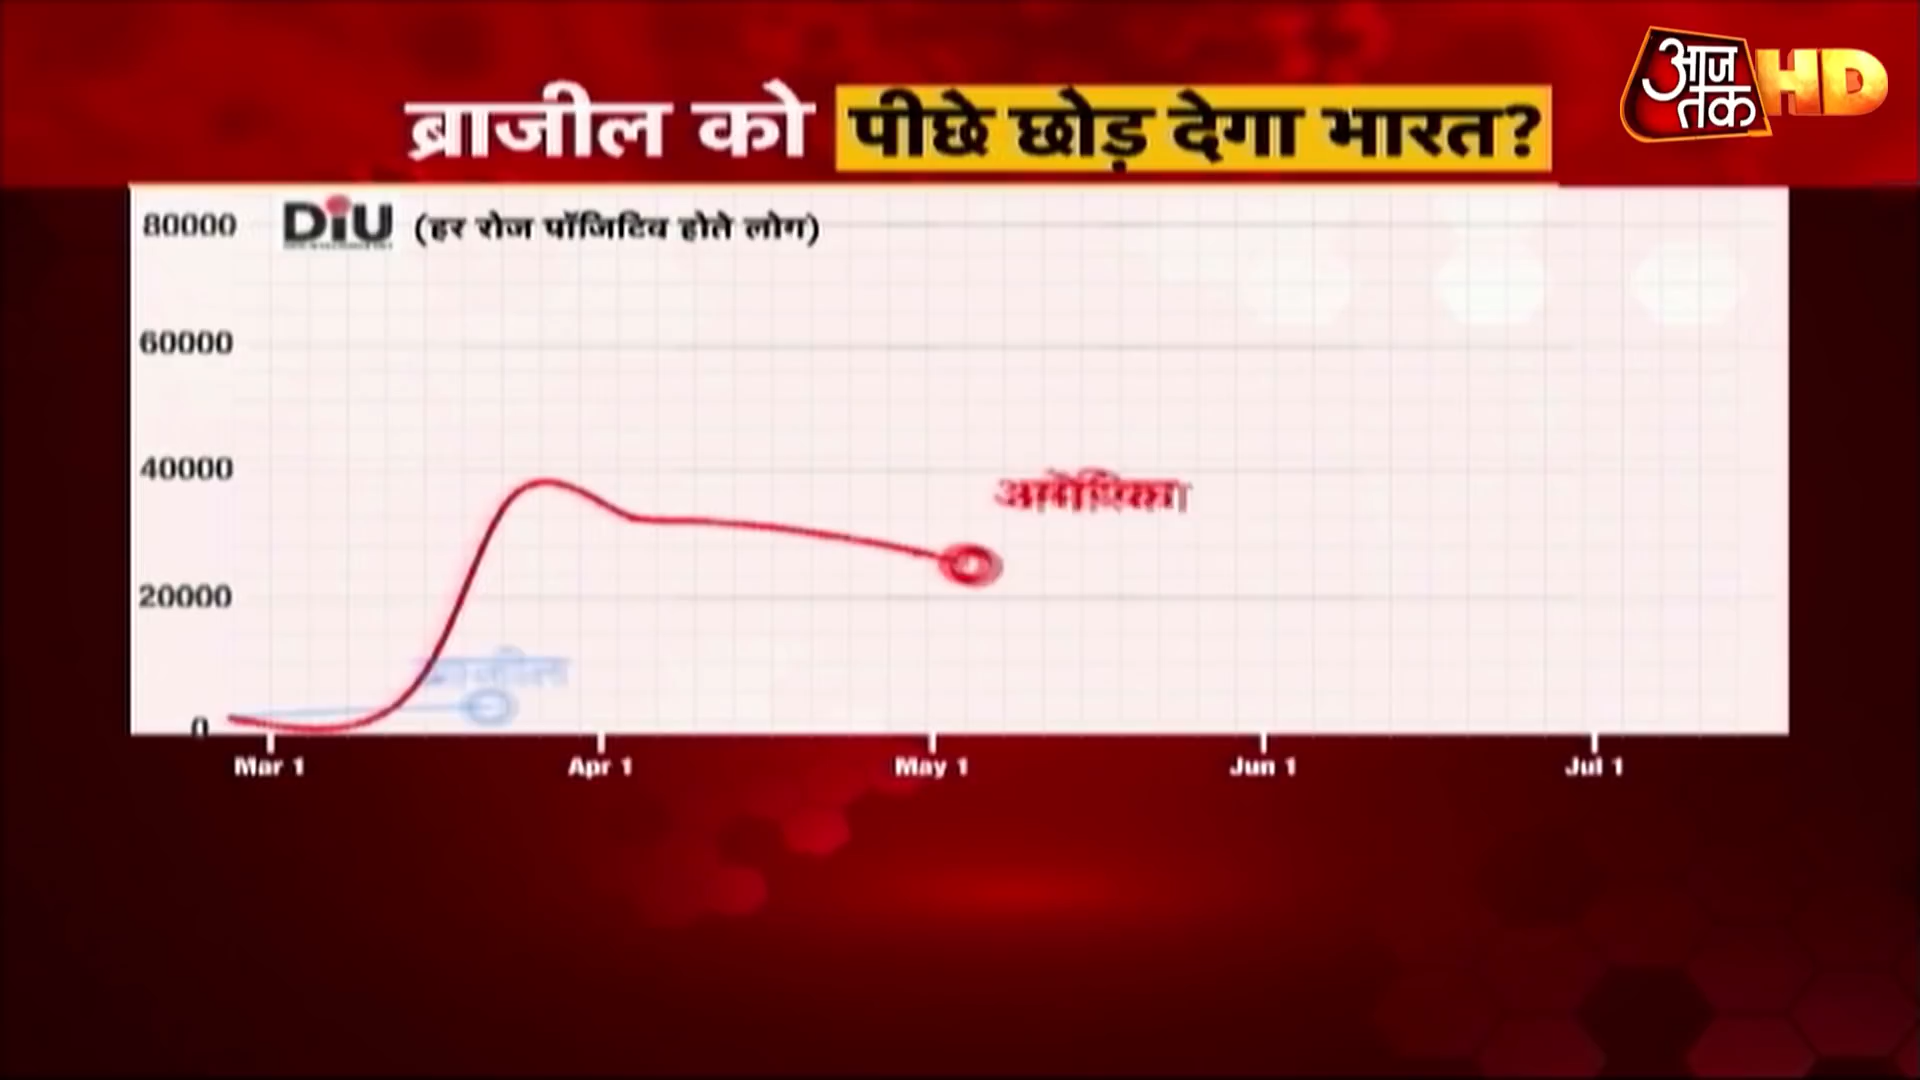 ब्राजील को पीछे छोड़ देगा भारत?
आज तक HD
80000 DiU (हर रोज पॉजिटिव होते लोग)
60000
40000
अमेरिका
20000
0
Mar 1 Apr 1 May 1 Jun 1 Jul 1